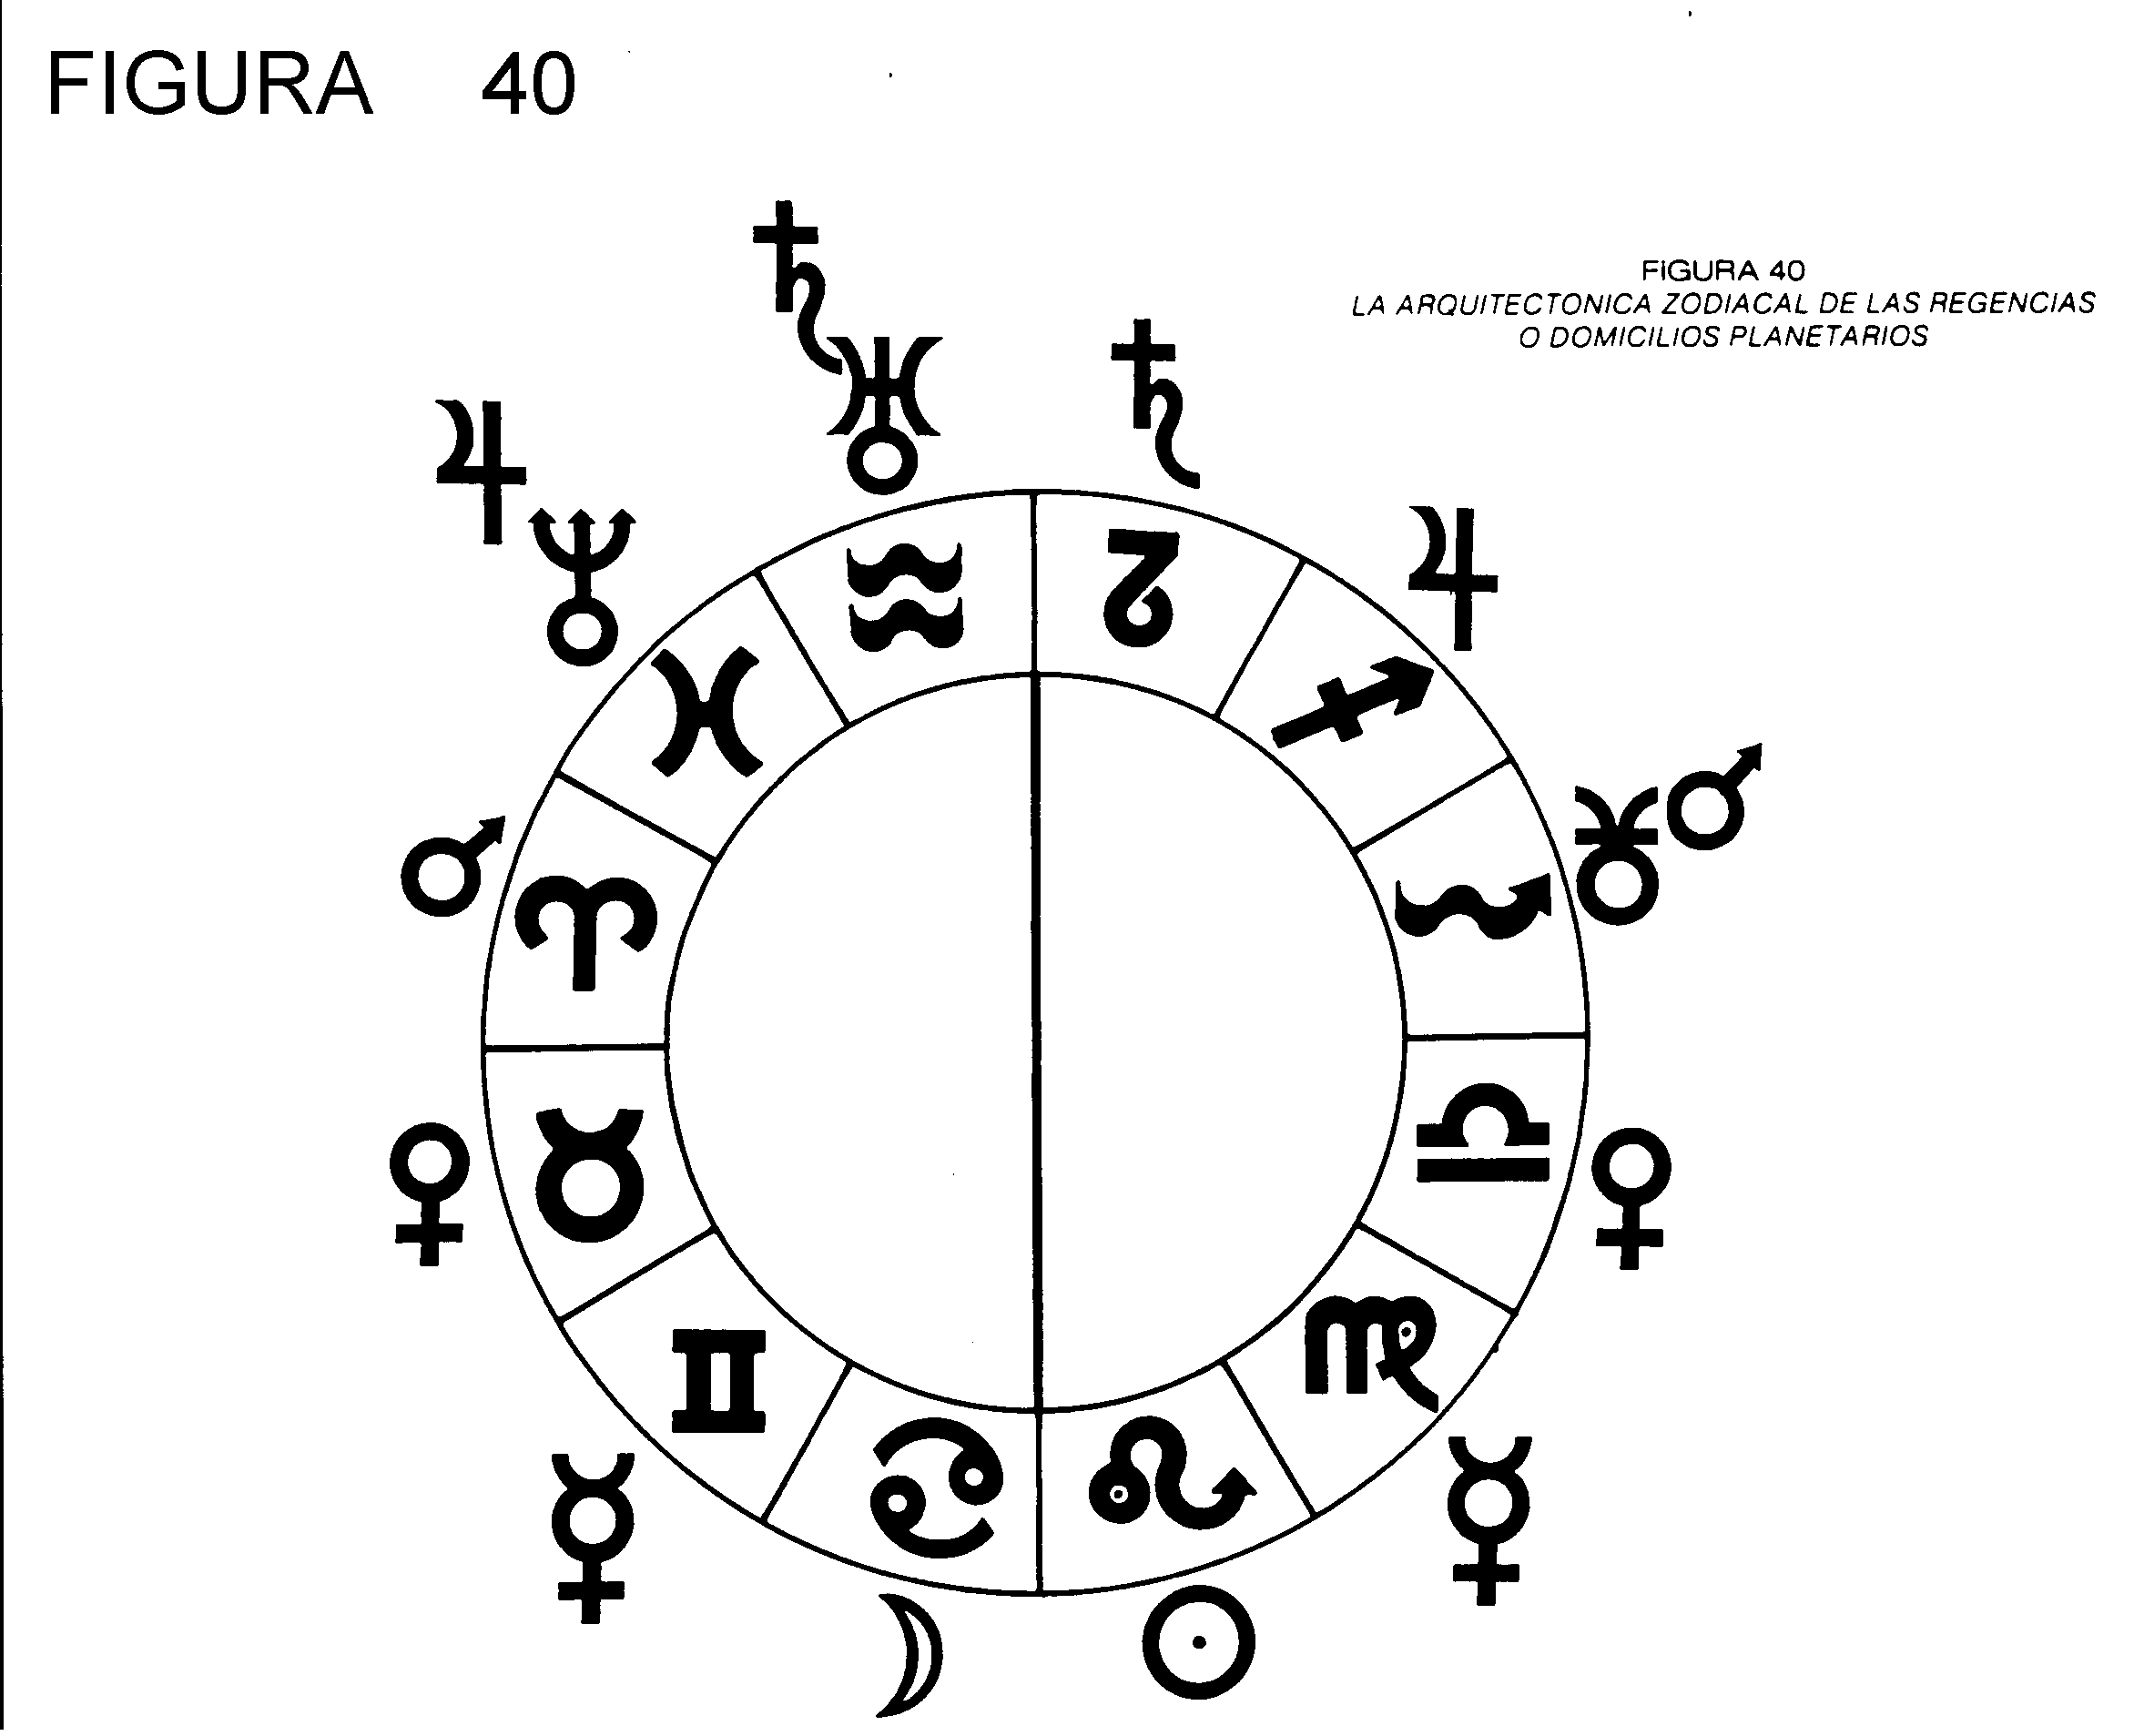 FIGURA 40
FIGURA 40
LA ARQUITECTONICA ZODIACAL DE LAS REGENCIAS
O DOMICILIOS PLANETARIOS